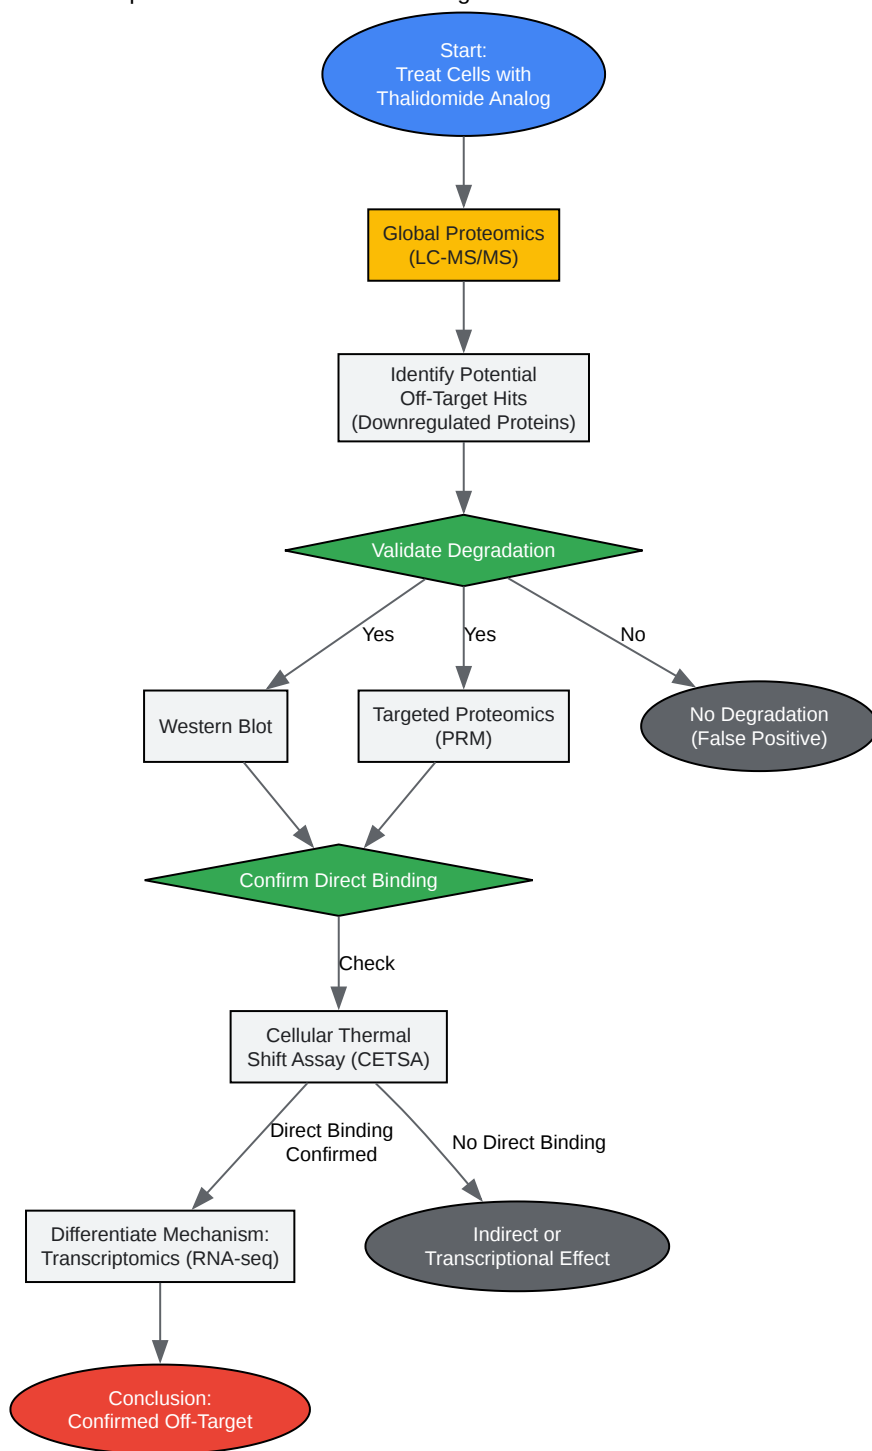 Start:
Treat Cells with
Thalidomide Analog
Global Proteomics
(LC-MS/MS)
Identify Potential
Off-Target Hits
(Downregulated Proteins)
Validate Degradation
Yes
Yes
No
Western Blot
Targeted Proteomics
(PRM)
No Degradation
(False Positive)
Confirm Direct Binding
Check
Cellular Thermal
Shift Assay (CETSA)
Direct Binding
Confirmed
No Direct Binding
Differentiate Mechanism:
Transcriptomics (RNA-seq)
Indirect or
Transcriptional Effect
Conclusion:
Confirmed Off-Target